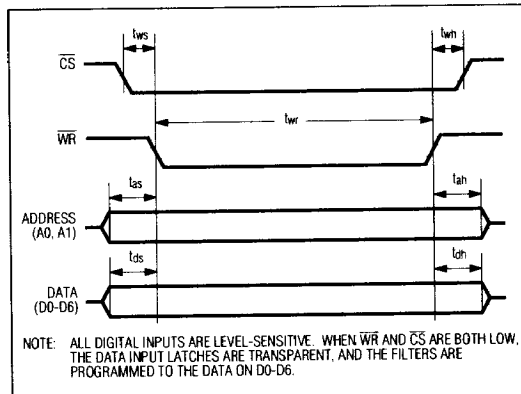 tws
twh
CS
twr
WR
tas
tah
ADDRESS
(A0, A1)
tds
tdh
DATA
(D0-D6)
NOTE: ALL DIGITAL INPUTS ARE LEVEL-SENSITIVE. WHEN WR AND CS ARE BOTH LOW,
THE DATA INPUT LATCHES ARE TRANSPARENT, AND THE FILTERS ARE
PROGRAMMED TO THE DATA ON D0-D6.